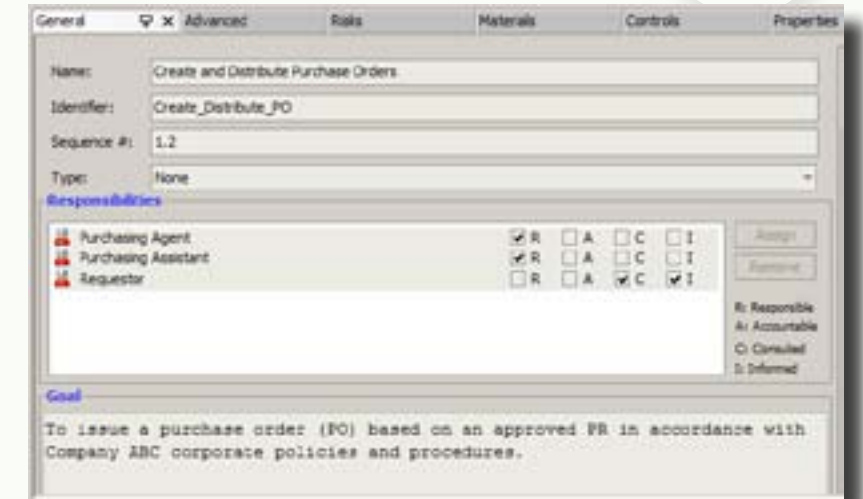 General Advanced Risks Materials Controls Properties
Name: Create and Distribute Purchase Orders
Identifier: Create_Distribute_PO
Sequence #: 1.2
Type: None
Responsibilities
Purchasing Agent R A C I Assign
Purchasing Assistant R A C I Remove
Requestor R A C I
R: Responsible
A: Accountable
C: Consulted
I: Informed
Goal
To issue a purchase order (PO) based on an approved PR in accordance with
Company ABC corporate policies and procedures.